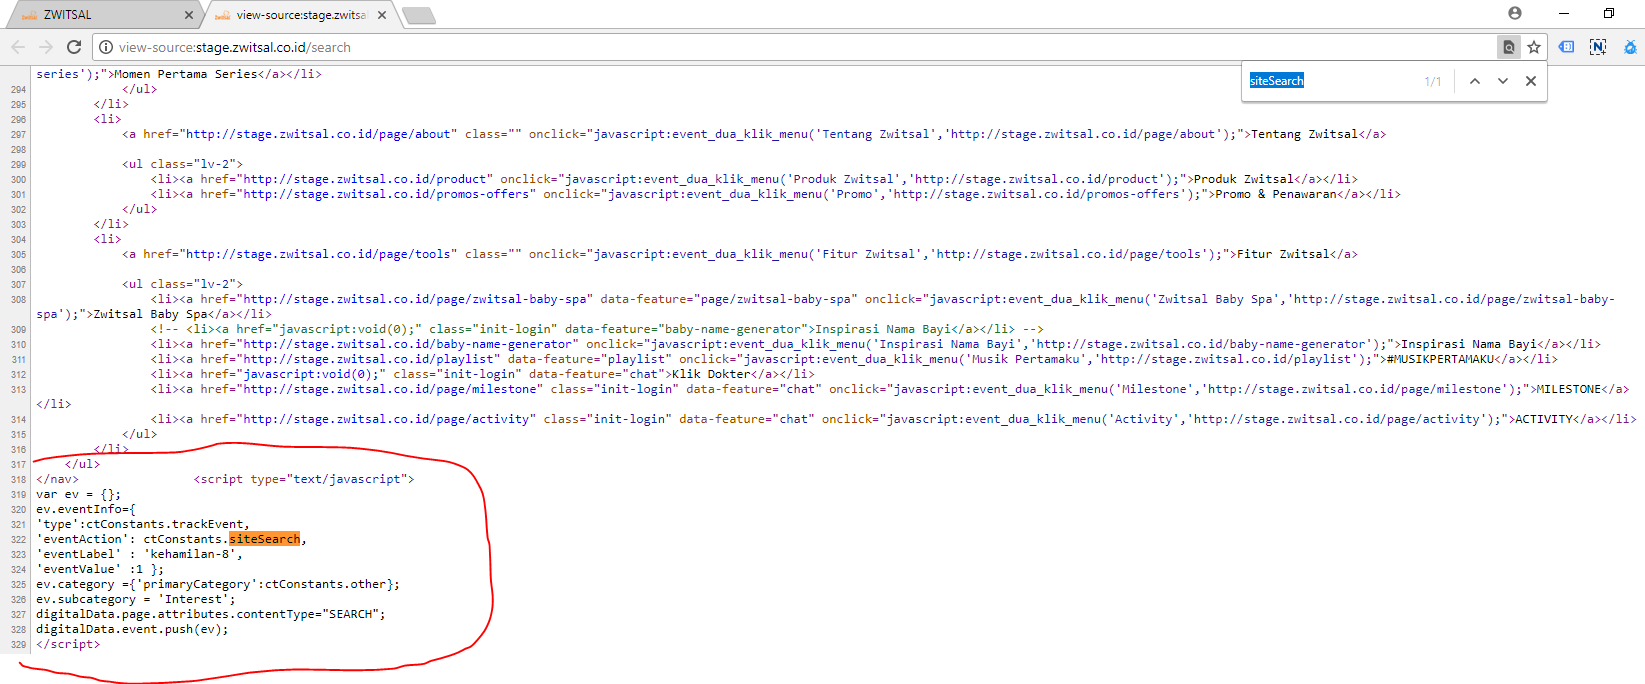 ZWITSAL
view-source:stage.zwitsal
view-source:stage.zwitsal.co.id/search
siteSearch 1/1
series');">Momen Pertama Series</a></li>
294 </ul>
295 </li>
296 <li>
297 <a href="http://stage.zwitsal.co.id/page/about" class="" onclick="javascript:event_dua_klik_menu('Tentang Zwitsal','http://stage.zwitsal.co.id/page/about');">Tentang Zwitsal</a>
298
299 <ul class="lv-2">
300 <li><a href="http://stage.zwitsal.co.id/product" onclick="javascript:event_dua_klik_menu('Produk Zwitsal','http://stage.zwitsal.co.id/product');">Produk Zwitsal</a></li>
301 <li><a href="http://stage.zwitsal.co.id/promos-offers" onclick="javascript:event_dua_klik_menu('Promo','http://stage.zwitsal.co.id/promos-offers');">Promo & Penawaran</a></li>
302 </ul>
303 </li>
304 <li>
305 <a href="http://stage.zwitsal.co.id/page/tools" class="" onclick="javascript:event_dua_klik_menu('Fitur Zwitsal','http://stage.zwitsal.co.id/page/tools');">Fitur Zwitsal</a>
306
307 <ul class="lv-2">
308 <li><a href="http://stage.zwitsal.co.id/page/zwitsal-baby-spa" data-feature="page/zwitsal-baby-spa" onclick="javascript:event_dua_klik_menu('Zwitsal Baby Spa','http://stage.zwitsal.co.id/page/zwitsal-baby-
spa');">Zwitsal Baby Spa</a></li>
309 <!-- <li><a href="javascript:void(0);" class="init-login" data-feature="baby-name-generator">Inspirasi Nama Bayi</a></li> -->
310 <li><a href="http://stage.zwitsal.co.id/baby-name-generator" onclick="javascript:event_dua_klik_menu('Inspirasi Nama Bayi','http://stage.zwitsal.co.id/baby-name-generator');">Inspirasi Nama Bayi</a></li>
311 <li><a href="http://stage.zwitsal.co.id/playlist" data-feature="playlist" onclick="javascript:event_dua_klik_menu('Musik Pertamaku','http://stage.zwitsal.co.id/playlist');">#MUSIKPERTAMAKU</a></li>
312 <li><a href="javascript:void(0);" class="init-login" data-feature="chat">Klik Dokter</a></li>
313 <li><a href="http://stage.zwitsal.co.id/page/milestone" class="init-login" data-feature="chat" onclick="javascript:event_dua_klik_menu('Milestone','http://stage.zwitsal.co.id/page/milestone');">MILESTONE</a>
</li>
314 <li><a href="http://stage.zwitsal.co.id/page/activity" class="init-login" data-feature="chat" onclick="javascript:event_dua_klik_menu('Activity','http://stage.zwitsal.co.id/page/activity');">ACTIVITY</a></li>
315 </ul>
316 </li>
317 </ul>
318 </nav> <script type="text/javascript">
319 var ev = {};
320 ev.eventInfo={
321 'type':ctConstants.trackEvent,
322 'eventAction': ctConstants.siteSearch,
323 'eventLabel' : 'kehamilan-8',
324 'eventValue' :1 };
325 ev.category ={'primaryCategory':ctConstants.other};
326 ev.subcategory = 'Interest';
327 digitalData.page.attributes.contentType="SEARCH";
328 digitalData.event.push(ev);
329 </script>